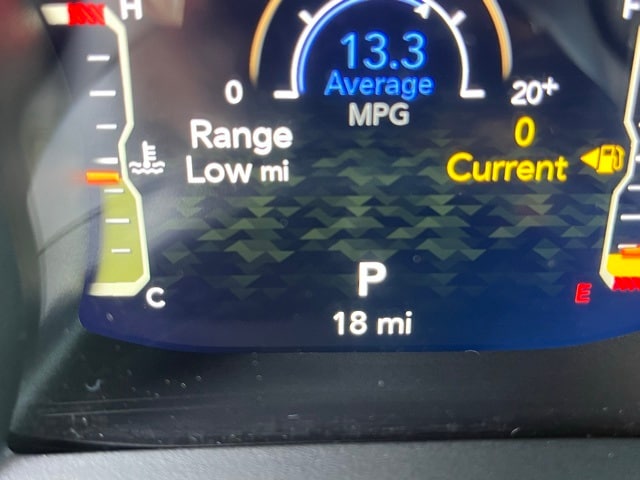 H
13.3
Average
0
20+
MPG
Range
0
Low mi
Current
P
C
E
18 mi